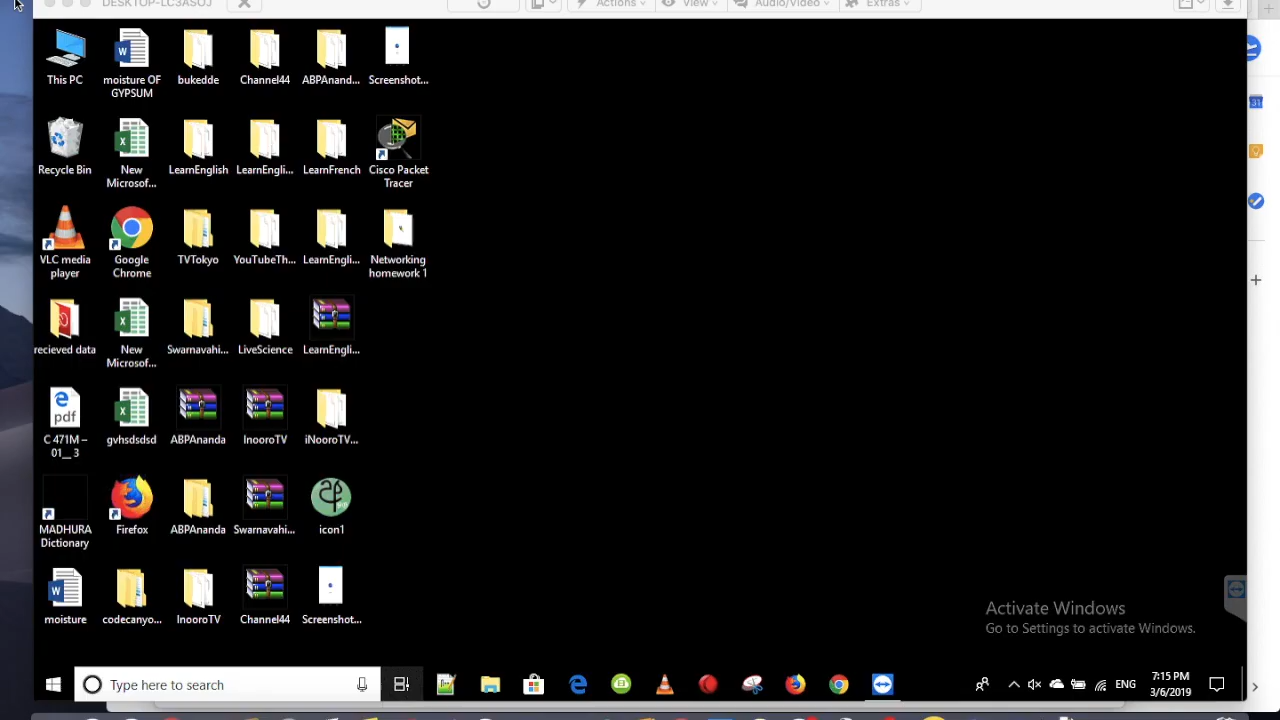 DESKTOP-LC3ASOJ
Actions
View
Audio/Video
Extras
This PC
moisture OF
GYPSUM
bukedde
Channel44
ABPAnand...
Screenshot...
Recycle Bin
New
Microsof...
LearnEnglish
LearnEngli...
LearnFrench
Cisco Packet
Tracer
VLC media
player
Google
Chrome
TVTokyo
YouTubeTh...
LearnEngli...
Networking
homework 1
recieved data
New
Microsof...
Swarnavahi...
LiveScience
LearnEngli...
pdf
C 471M –
01__ 3
gvhsdsdsd
ABPAnanda
InooroTV
iNooroTV...
MADHURA
Dictionary
Firefox
ABPAnanda
Swarnavahi...
icon1
moisture
codecanyo...
InooroTV
Channel44
Screenshot...
Activate Windows
Go to Settings to activate Windows.
Type here to search
ENG
7:15 PM
3/6/2019
31